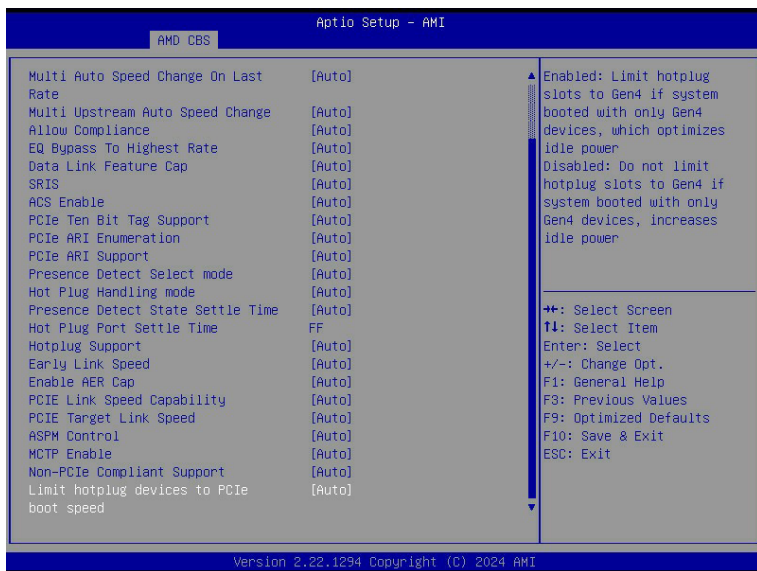 Aptio Setup - AMI
AMD CBS
Multi Auto Speed Change On Last [Auto]
Rate
Multi Upstream Auto Speed Change [Auto]
Allow Compliance [Auto]
EQ Bypass To Highest Rate [Auto]
Data Link Feature Cap [Auto]
SRIS [Auto]
ACS Enable [Auto]
PCIe Ten Bit Tag Support [Auto]
PCIe ARI Enumeration [Auto]
PCIe ARI Support [Auto]
Presence Detect Select mode [Auto]
Hot Plug Handling mode [Auto]
Presence Detect State Settle Time [Auto]
Hot Plug Port Settle Time FF
Hotplug Support [Auto]
Early Link Speed [Auto]
Enable AER Cap [Auto]
PCIE Link Speed Capability [Auto]
PCIE Target Link Speed [Auto]
ASPM Control [Auto]
MCTP Enable [Auto]
Non-PCIe Compliant Support [Auto]
Limit hotplug devices to PCIe [Auto]
boot speed
Enabled: Limit hotplug
slots to Gen4 if system
booted with only Gen4
devices, which optimizes
idle power
Disabled: Do not limit
hotplug slots to Gen4 if
system booted with only
Gen4 devices, increases
idle power
→←: Select Screen
↑↓: Select Item
Enter: Select
+/-: Change Opt.
F1: General Help
F3: Previous Values
F9: Optimized Defaults
F10: Save & Exit
ESC: Exit
Version 2.22.1294 Copyright (C) 2024 AMI